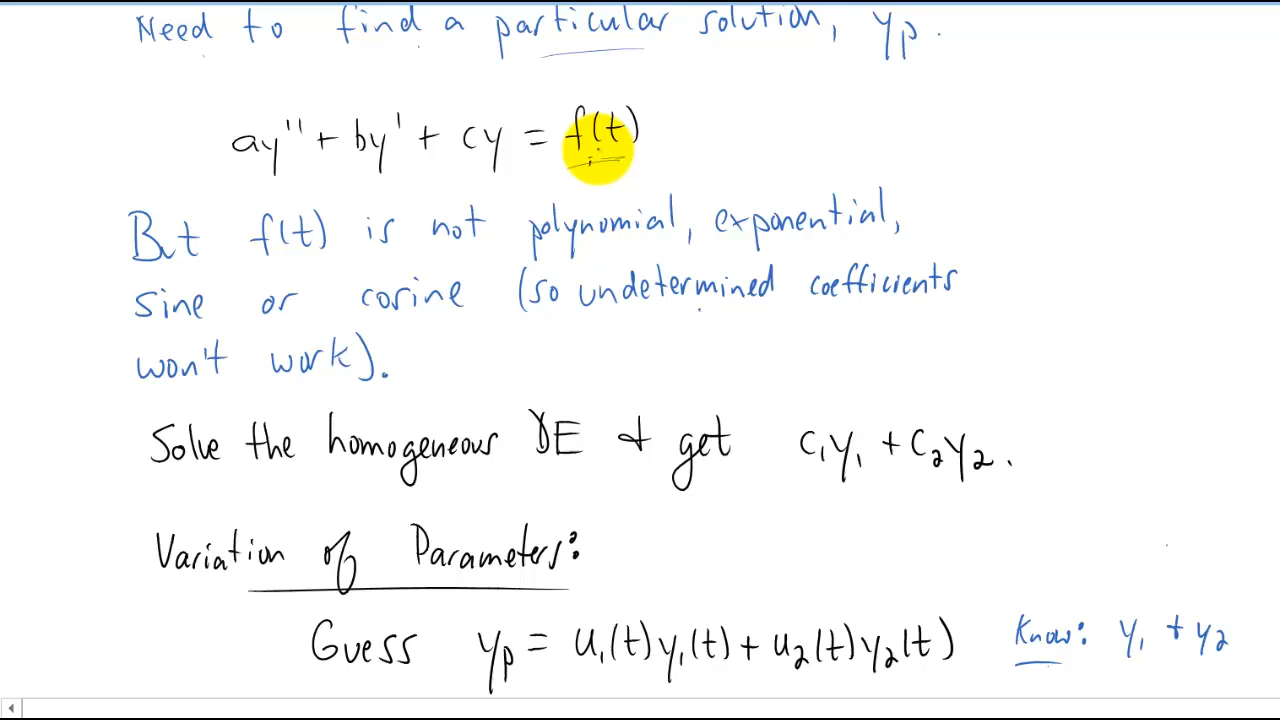 Need to find a particular solution, yp.
ay'' + by' + cy = f(t)
But f(t) is not polynomial, exponential,
sine or cosine (so undetermined coefficients
won't work).
Solve the homogeneous DE & get c₁y₁ + c₂y₂.
Variation of Parameters:
Guess yp = u₁(t)y₁(t) + u₂(t)y₂(t) Know: y₁ + y₂